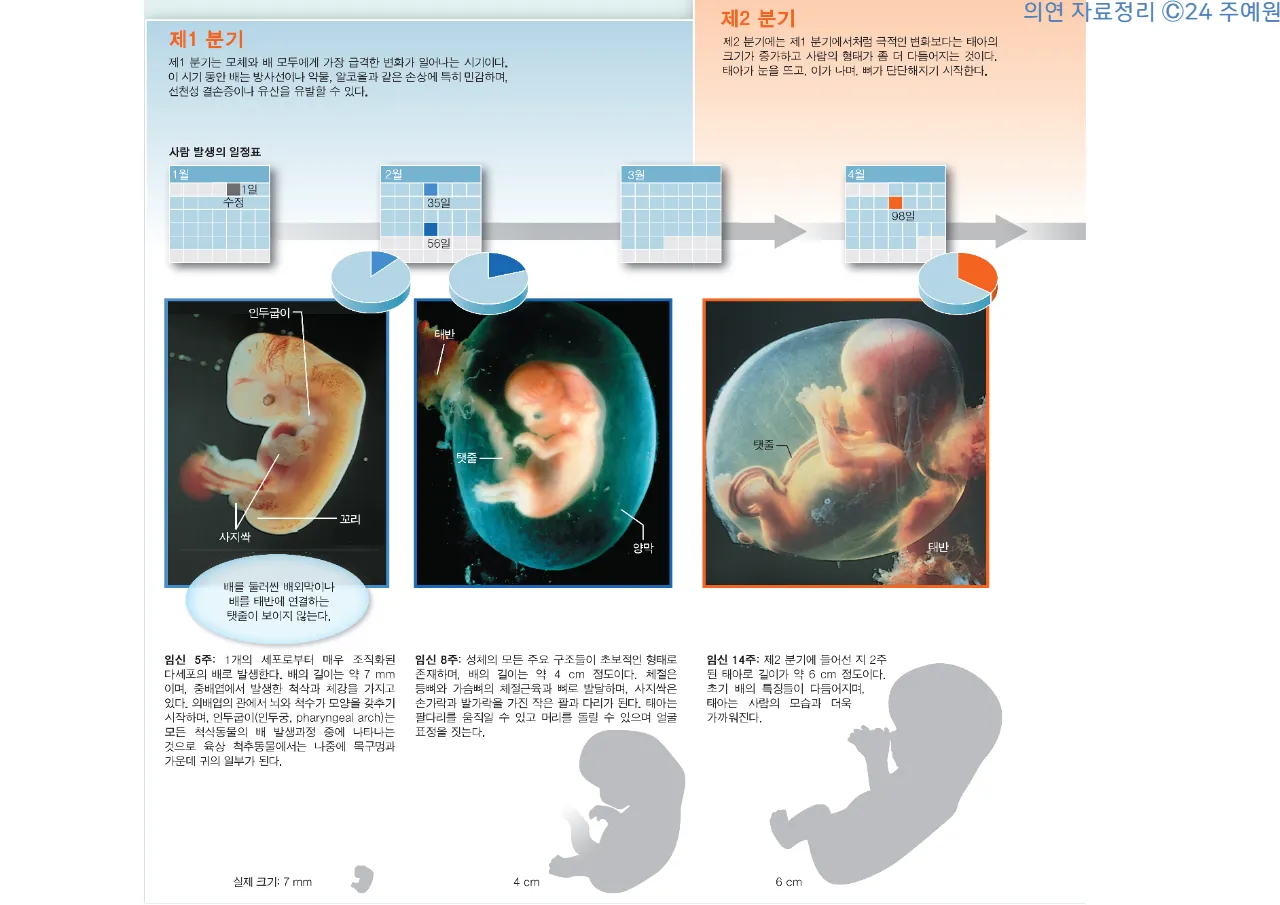 의연 자료정리 ©24 주예원
제1 분기
제1 분기는 모체와 배 모두에게 가장 급격한 변화가 일어나는 시기이다.
이 시기 동안 배는 방사선이나 약물, 알코올과 같은 손상에 특히 민감하며,
선천성 결손증이나 유산을 유발할 수 있다.
제2 분기
제2 분기에는 제1 분기에서처럼 극적인 변화보다는 태아의
크기가 증가하고 사람의 형태가 좀 더 다듬어지는 것이다.
태아가 눈을 뜨고, 이가 나며, 뼈가 단단해지기 시작한다.
사람 발생의 일정표
1월
1일
수정
2월
35일
56일
3월
4월
98일
인두굽이
사지싹
꼬리
태반
탯줄
양막
탯줄
태반
배를 둘러싼 배외막이나
배를 태반에 연결하는
탯줄이 보이지 않는다.
임신 5주: 1개의 세포로부터 매우 조직화된
다세포의 배로 발생한다. 배의 길이는 약 7 mm
이며, 중배엽에서 발생한 척삭과 체강을 가지고
있다. 외배엽의 관에서 뇌와 척수가 모양을 갖추기
시작하며, 인두굽이(인두궁, pharyngeal arch)는
모든 척삭동물의 배 발생과정 중에 나타나는
것으로 육상 척추동물에서는 나중에 목구멍과
가운데 귀의 일부가 된다.
임신 8주: 성체의 모든 주요 구조들이 초보적인 형태로
존재하며, 배의 길이는 약 4 cm 정도이다. 체절은
등뼈와 가슴뼈의 체절근육과 뼈로 발달하며, 사지싹은
손가락과 발가락을 가진 작은 팔과 다리가 된다. 태아는
팔다리를 움직일 수 있고 머리를 돌릴 수 있으며 얼굴
표정을 짓는다.
임신 14주: 제2 분기에 들어선 지 2주
된 태아로 길이가 약 6 cm 정도이다.
초기 배의 특징들이 다듬어지며,
태아는 사람의 모습과 더욱
가까워진다.
실제 크기: 7 mm
4 cm
6 cm